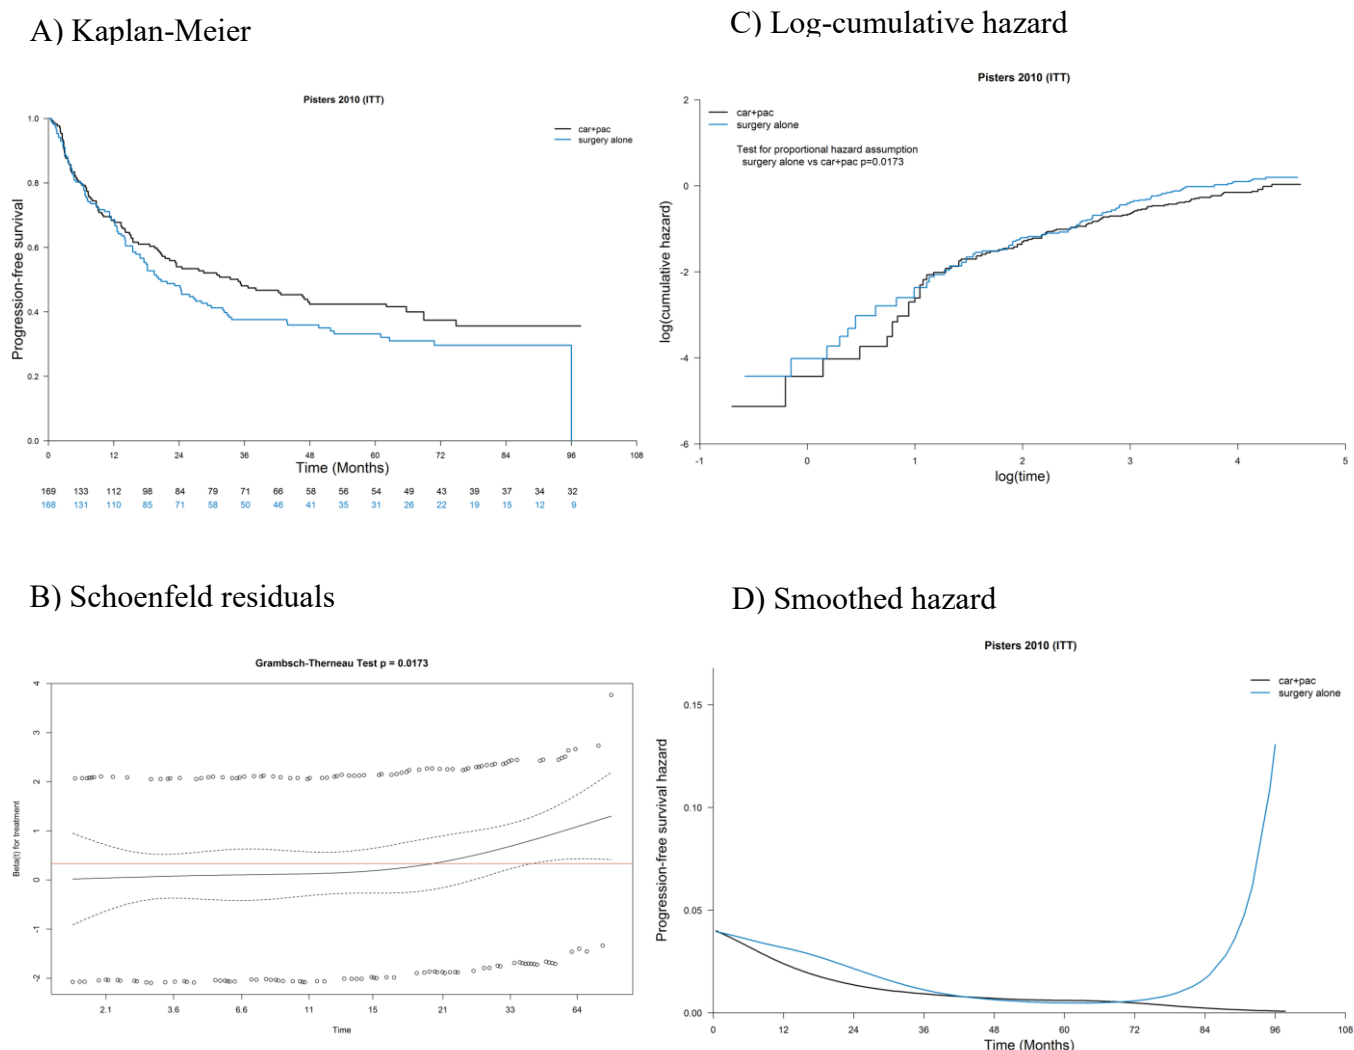 A) Kaplan-Meier
Pisters 2010 (ITT)
car+pac
surgery alone
Progression-free survival
1.0
0.8
0.6
0.4
0.2
0.0
0 12 24 36 48 60 72 84 96 108
Time (Months)
169 133 112 98 84 79 71 66 58 56 54 49 43 39 37 34 32
168 131 110 85 71 58 50 46 41 35 31 26 22 19 15 12 9
C) Log-cumulative hazard
Pisters 2010 (ITT)
car+pac
surgery alone
Test for proportional hazard assumption
surgery alone vs car+pac p=0.0173
log(cumulative hazard)
2
0
-2
-4
-6
-1 0 1 2 3 4 5
log(time)
B) Schoenfeld residuals
Grambsch-Therneau Test p = 0.0173
Beta(t) for treatment
4
3
2
1
0
-1
-2
2.1 3.6 6.6 11 15 21 33 64
Time
D) Smoothed hazard
Pisters 2010 (ITT)
car+pac
surgery alone
Progression-free survival hazard
0.15
0.10
0.05
0.00
0 12 24 36 48 60 72 84 96 108
Time (Months)